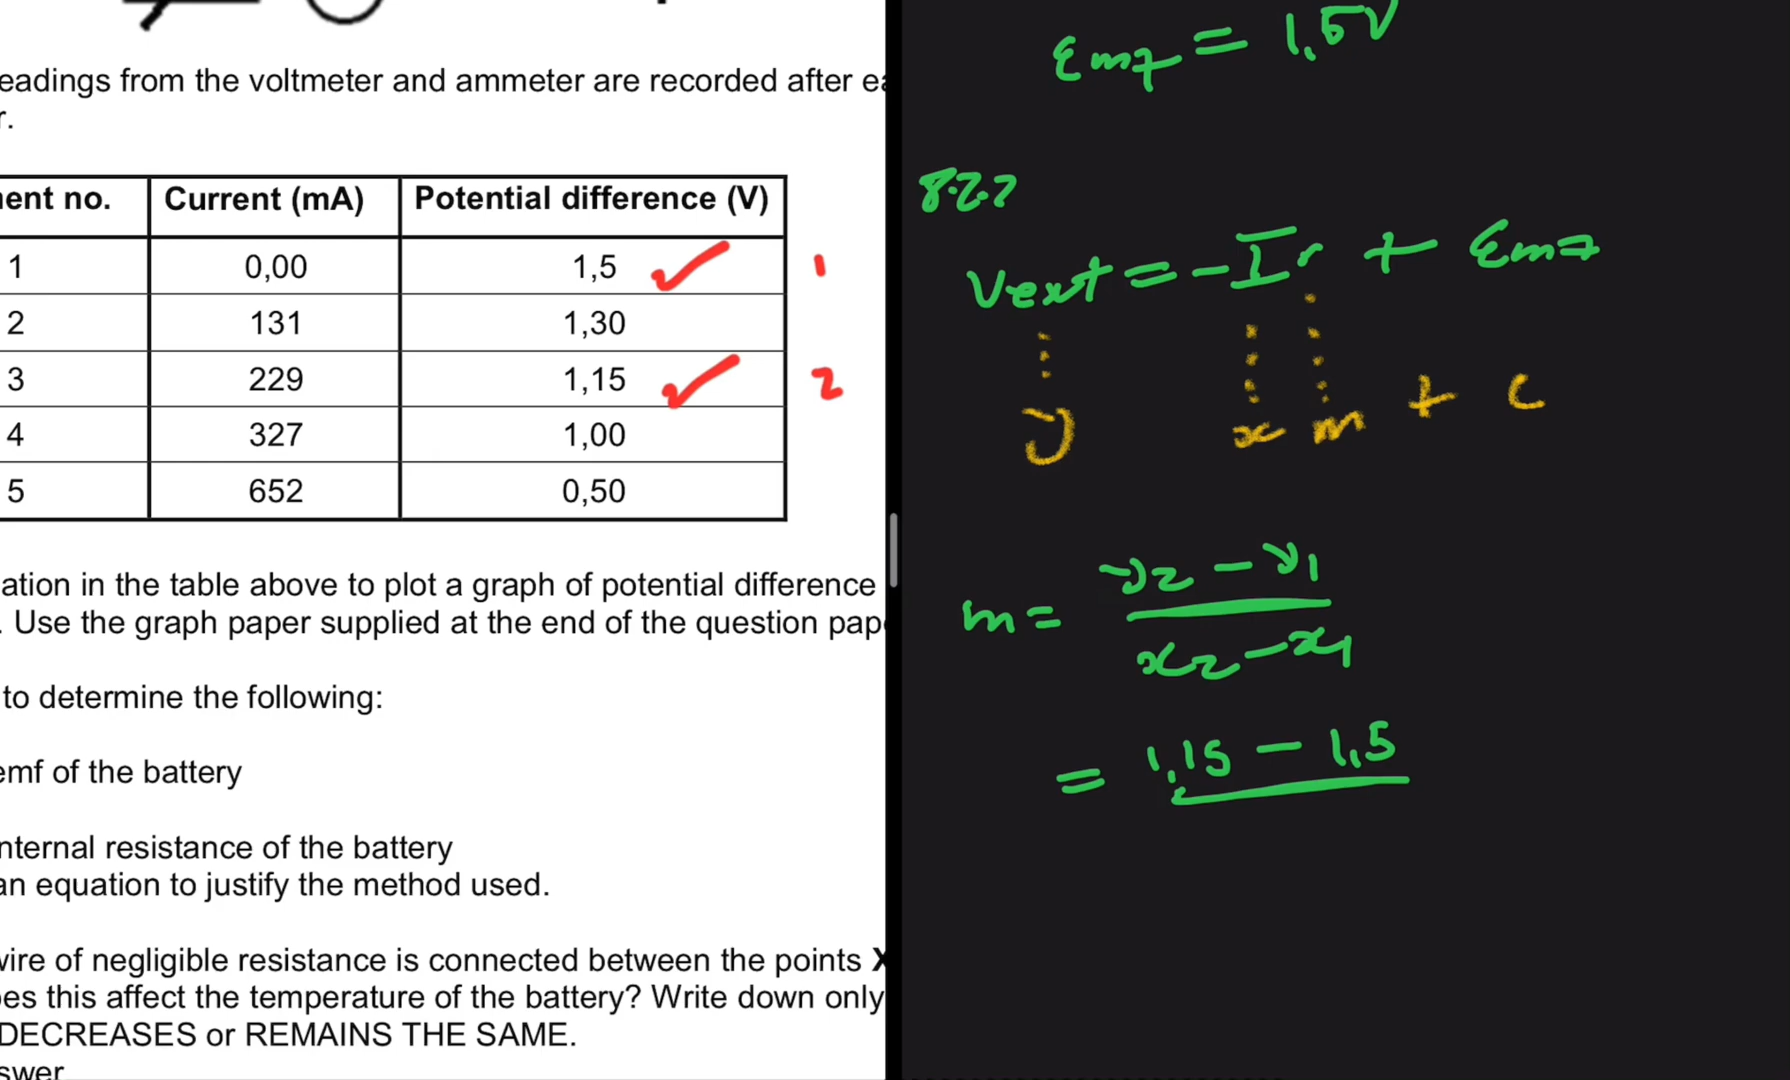 eadings from the voltmeter and ammeter are recorded after ea
r.
ent no. Current (mA) Potential difference (V)
1 0,00 1,5 1
2 131 1,30
3 229 1,15 2
4 327 1,00
5 652 0,50
ation in the table above to plot a graph of potential difference
. Use the graph paper supplied at the end of the question pap
to determine the following:
emf of the battery
nternal resistance of the battery
an equation to justify the method used.
wire of negligible resistance is connected between the points X
es this affect the temperature of the battery? Write down only
DECREASES or REMAINS THE SAME.
swer
Emf = 1,5V
8.2.2
Vext = -Ir + Emf
y x m + c
m = y2 - y1
x2 - x1
= 1,15 - 1,5